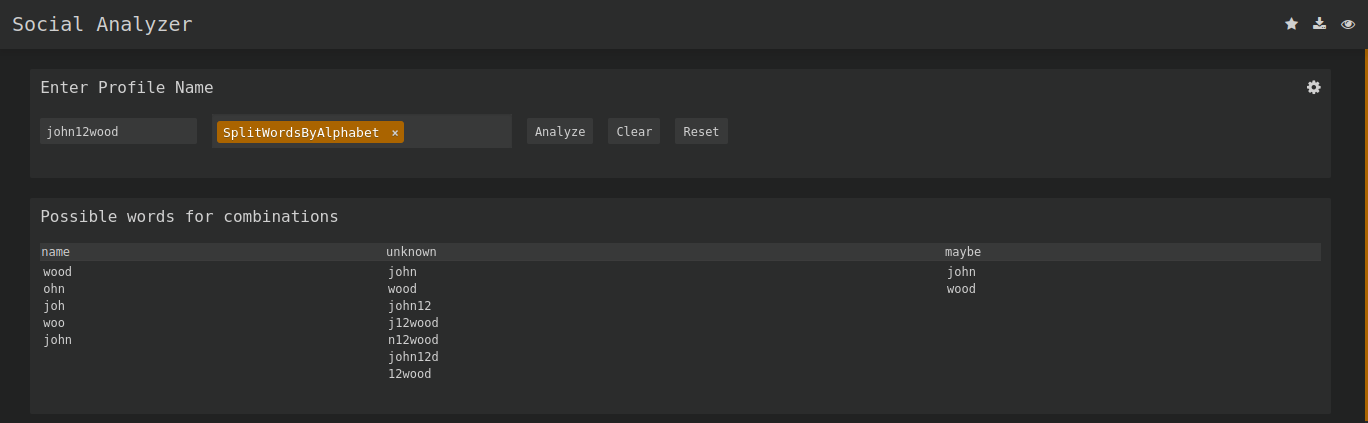 Social Analyzer
Enter Profile Name
john12wood SplitWordsByAlphabet × Analyze Clear Reset
Possible words for combinations
name unknown maybe
wood john john
ohn wood wood
joh john12
woo j12wood
john n12wood
john12d
12wood